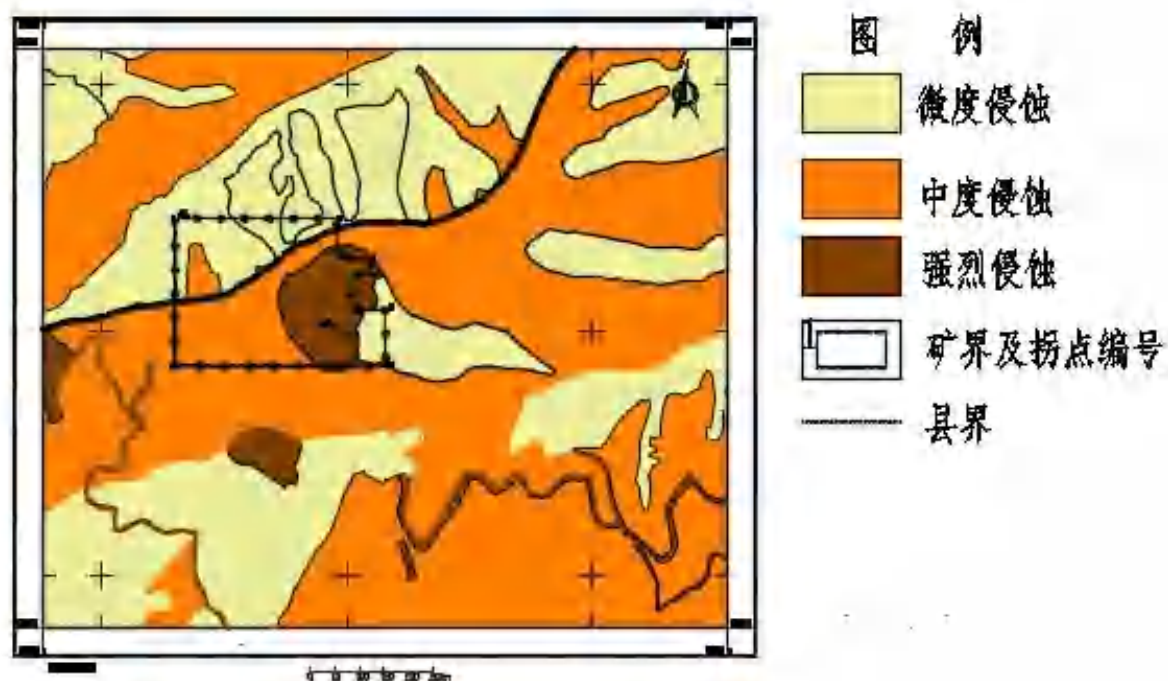 图 例
微度侵蚀
中度侵蚀
强烈侵蚀
矿界及拐点编号
县界